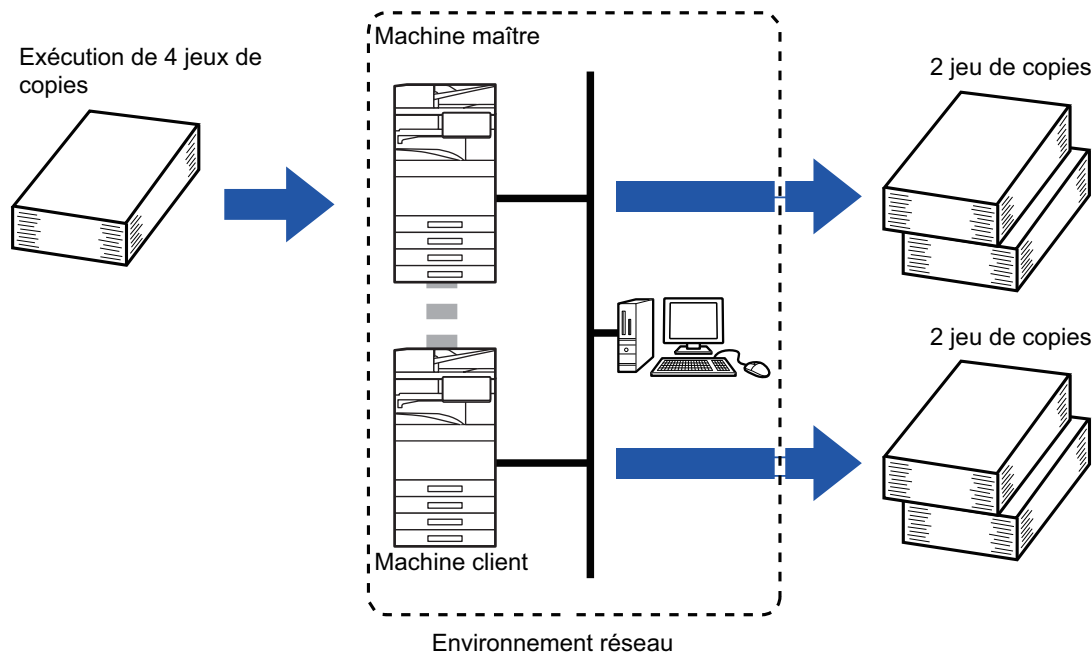 Machine maître
Exécution de 4 jeux de
copies
2 jeu de copies
2 jeu de copies
Machine client
Environnement réseau